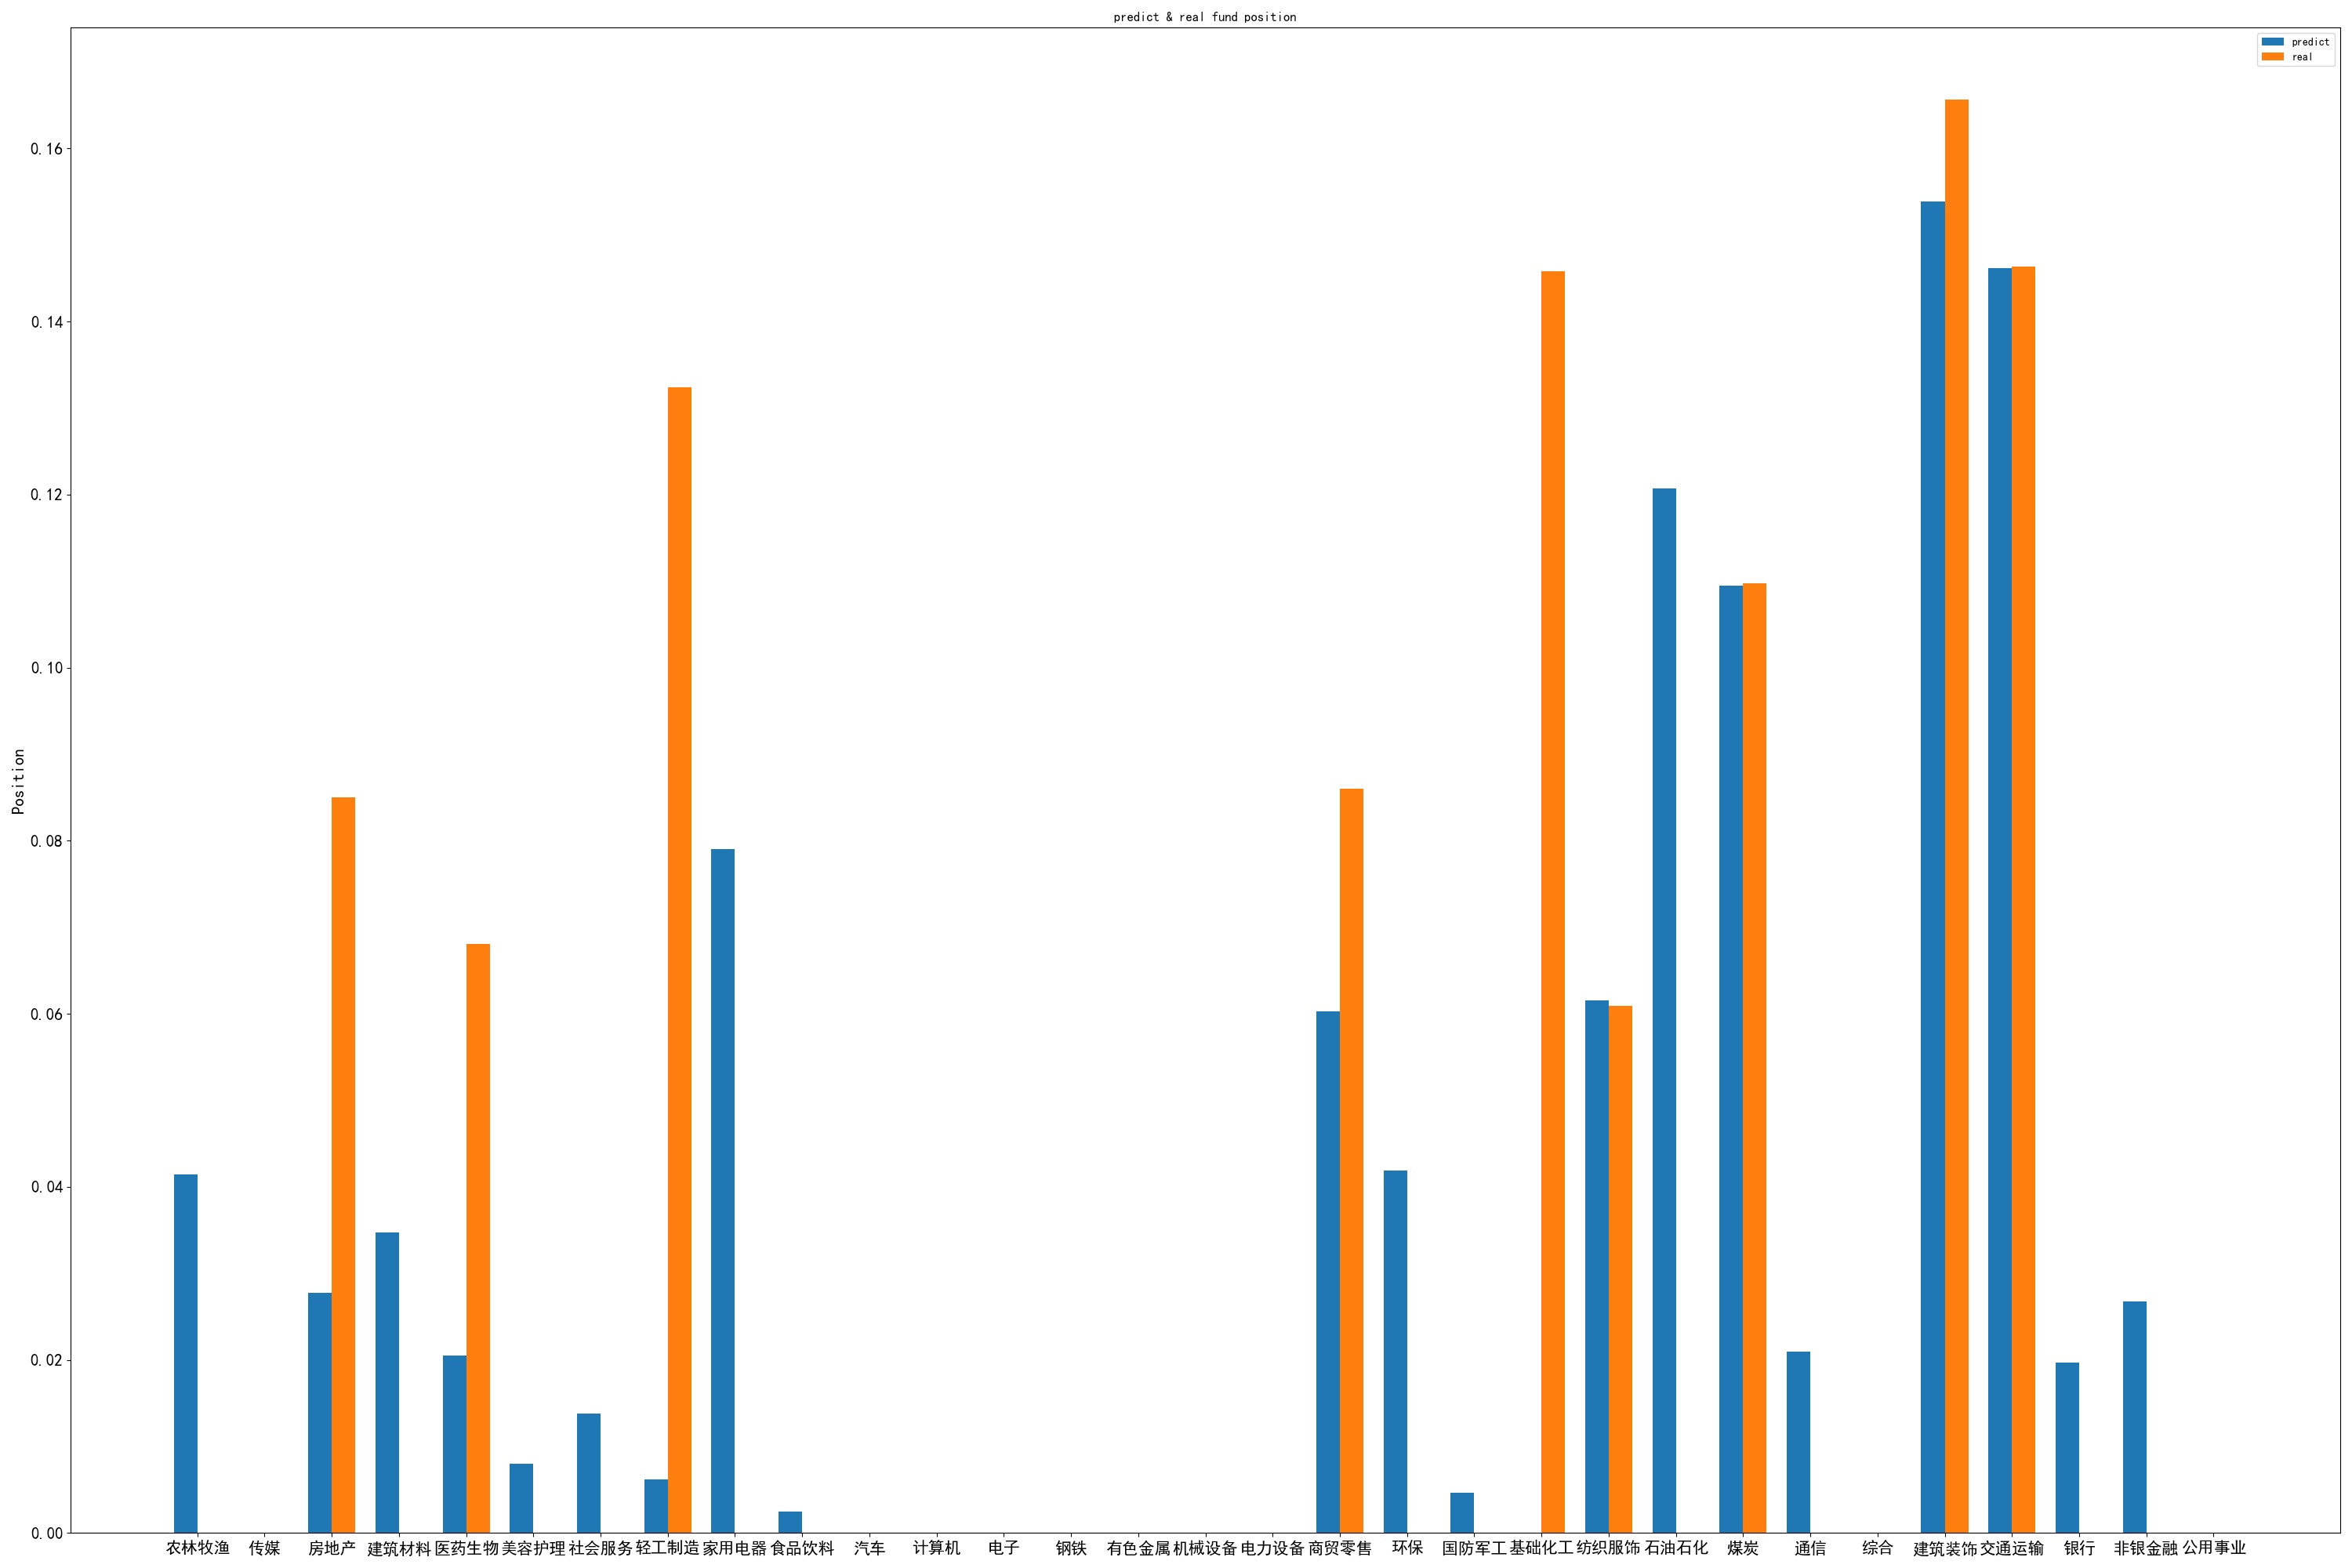 predict & real fund position
predict
real
0.16
0.14
0.12
0.10
0.08
0.06
0.04
0.02
0.00
Position
农林牧渔 传媒 房地产 建筑材料 医药生物 美容护理 社会服务 轻工制造 家用电器 食品饮料 汽车 计算机 电子 钢铁 有色金属 机械设备 电力设备 商贸零售 环保 国防军工 基础化工 纺织服饰 石油石化 煤炭 通信 综合 建筑装饰 交通运输 银行 非银金融 公用事业